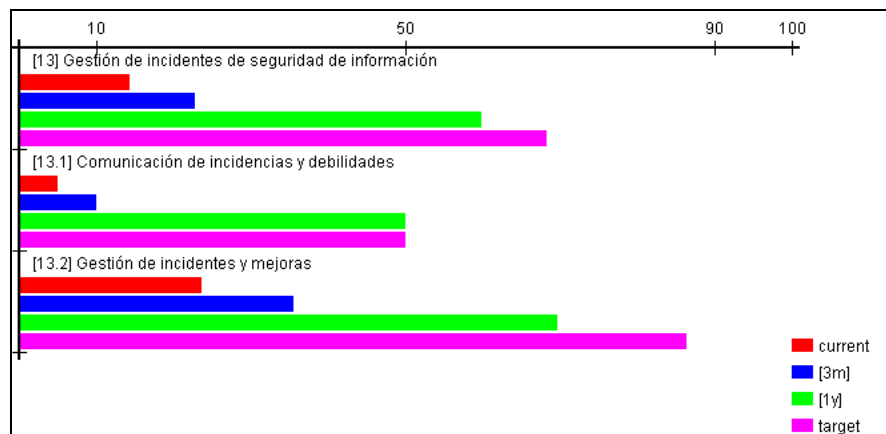 10 50 90 100
[13] Gestión de incidentes de seguridad de información
[13.1] Comunicación de incidencias y debilidades
[13.2] Gestión de incidentes y mejoras
current
[3m]
[1y]
target